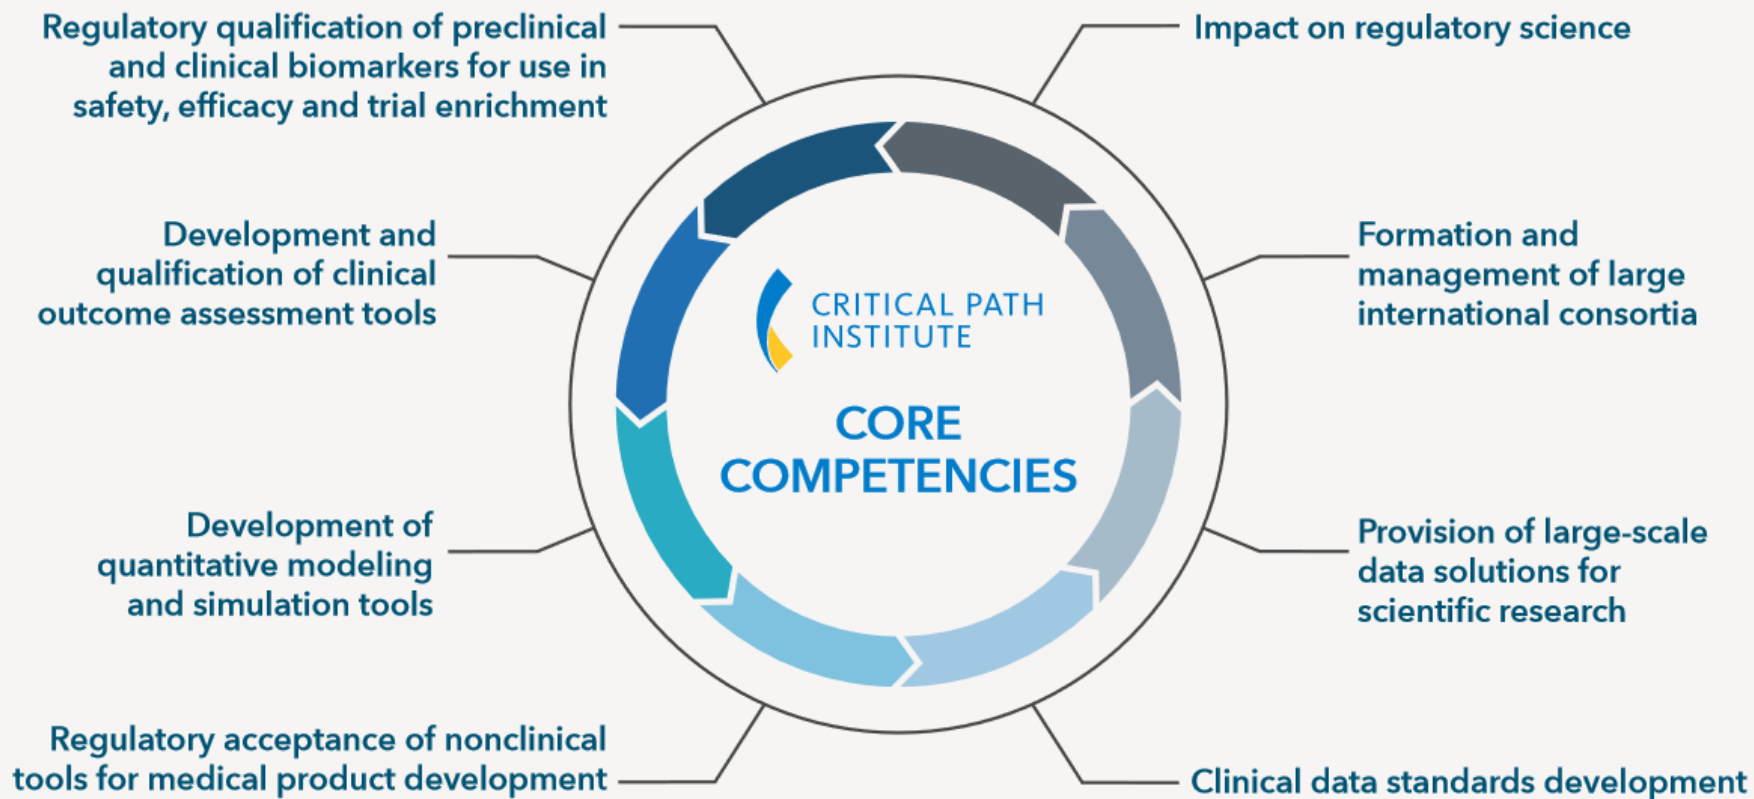 Regulatory qualification of preclinical
and clinical biomarkers for use in
safety, efficacy and trial enrichment
Impact on regulatory science
Development and
qualification of clinical
outcome assessment tools
Formation and
management of large
international consortia
CRITICAL PATH
INSTITUTE
CORE
COMPETENCIES
Development of
quantitative modeling
and simulation tools
Provision of large-scale
data solutions for
scientific research
Regulatory acceptance of nonclinical
tools for medical product development
Clinical data standards development